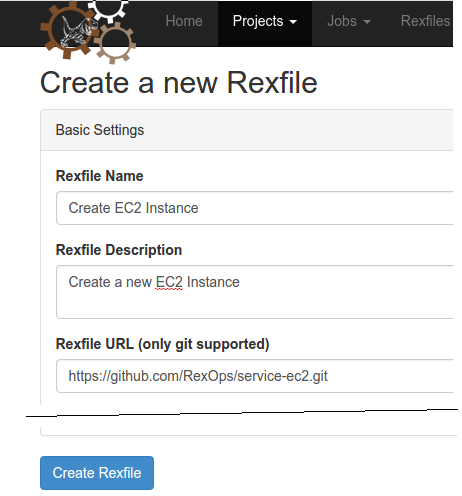 Home Projects Jobs Rexfiles
Create a new Rexfile
Basic Settings
Rexfile Name
Create EC2 Instance
Rexfile Description
Create a new EC2 Instance
Rexfile URL (only git supported)
https://github.com/RexOps/service-ec2.git
Create Rexfile